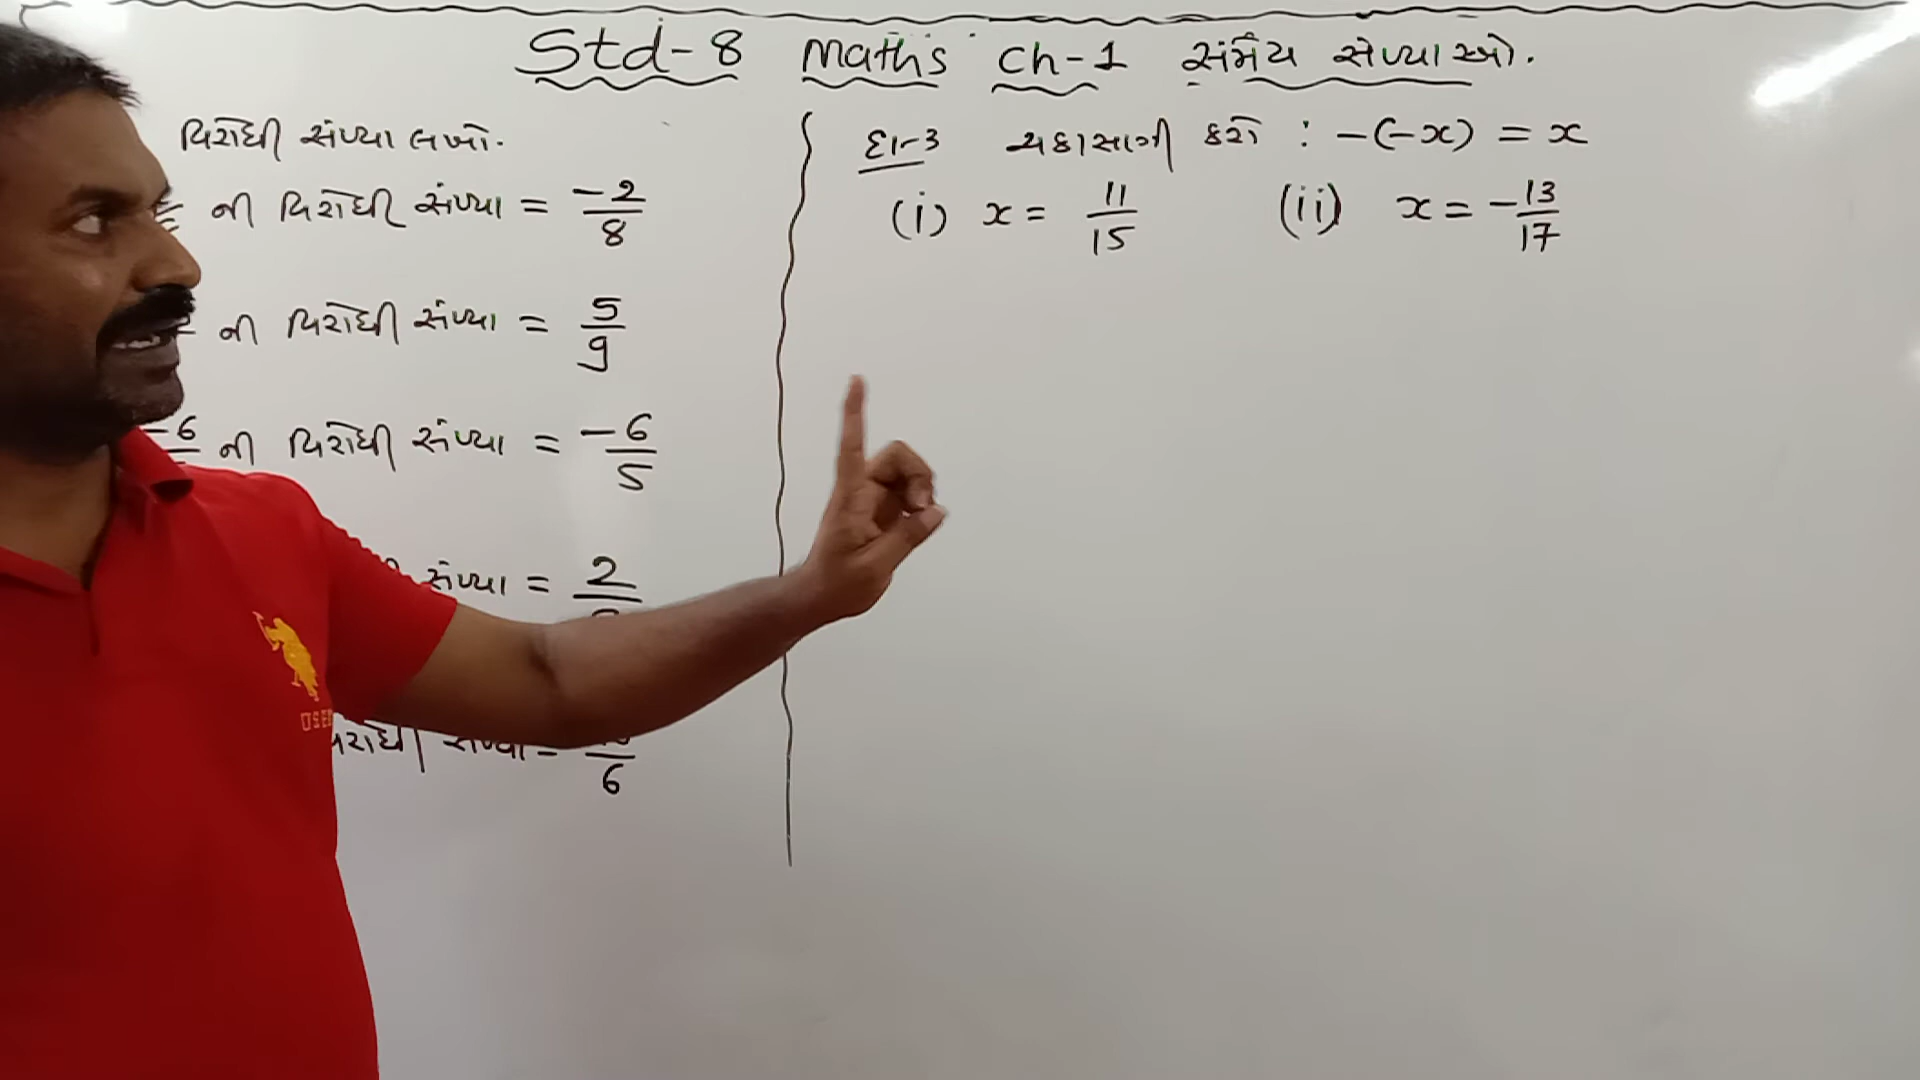 Std-8 Maths Ch-1 સંમેય સંખ્યાઓ.
વિરોધી સંખ્યા લખો.
ની વિરોધી સંખ્યા = -2/8
ની વિરોધી સંખ્યા = 5/9
-6 ની વિરોધી સંખ્યા = -6/5
સંખ્યા = 2
વિરોધી સંખ્યા = 6
દા-3 ચકાસણી કરો : -(-x) = x
(i) x = 11/15 (ii) x = -13/17